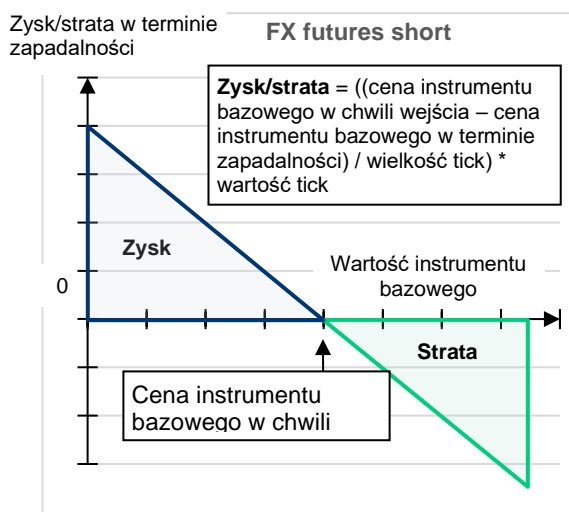 Zysk/strata w terminie
zapadalności
FX futures short
Zysk/strata = ((cena instrumentu
bazowego w chwili wejścia – cena
instrumentu bazowego w terminie
zapadalności) / wielkość tick) *
wartość tick
Zysk
Wartość instrumentu
bazowego
0
Strata
Cena instrumentu
bazowego w chwili